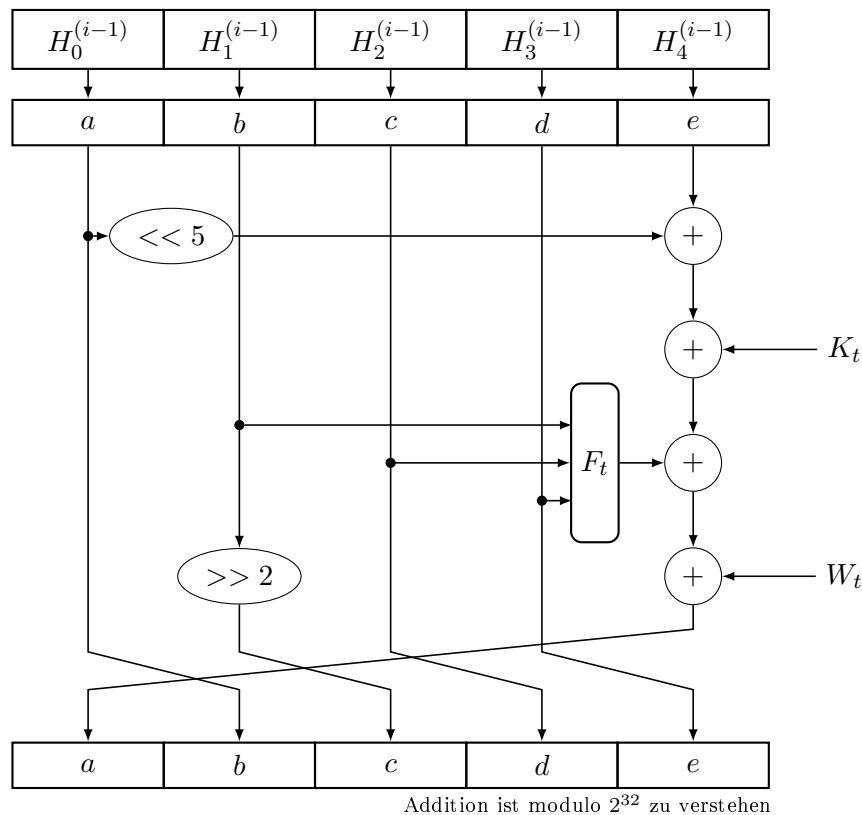 H_0^{(i-1)} H_1^{(i-1)} H_2^{(i-1)} H_3^{(i-1)} H_4^{(i-1)}
a b c d e
<< 5 +
+ K_t
F_t +
>> 2 + W_t
a b c d e
Addition ist modulo 2^{32} zu verstehen